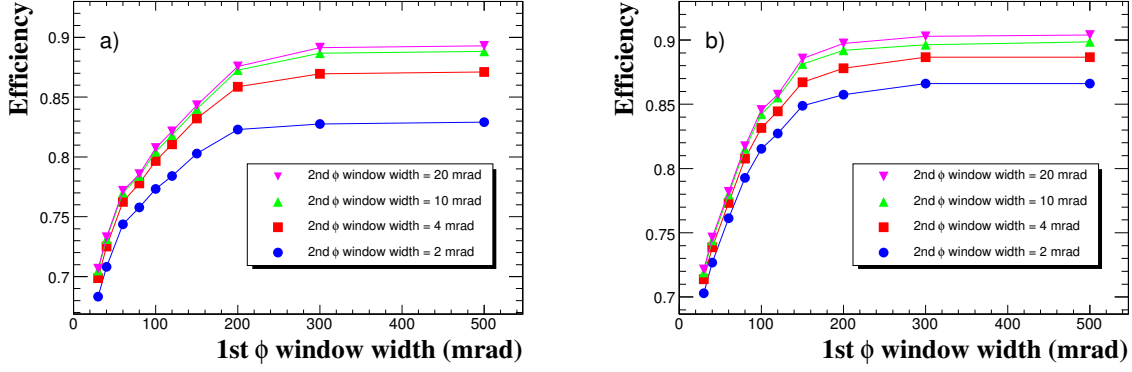 Efficiency
a)
0.9
0.85
0.8
0.75
0.7
2nd ϕ window width = 20 mrad
2nd ϕ window width = 10 mrad
2nd ϕ window width = 4 mrad
2nd ϕ window width = 2 mrad
0 100 200 300 400 500
1st ϕ window width (mrad)
Efficiency
b)
0.9
0.85
0.8
0.75
0.7
2nd ϕ window width = 20 mrad
2nd ϕ window width = 10 mrad
2nd ϕ window width = 4 mrad
2nd ϕ window width = 2 mrad
0 100 200 300 400 500
1st ϕ window width (mrad)